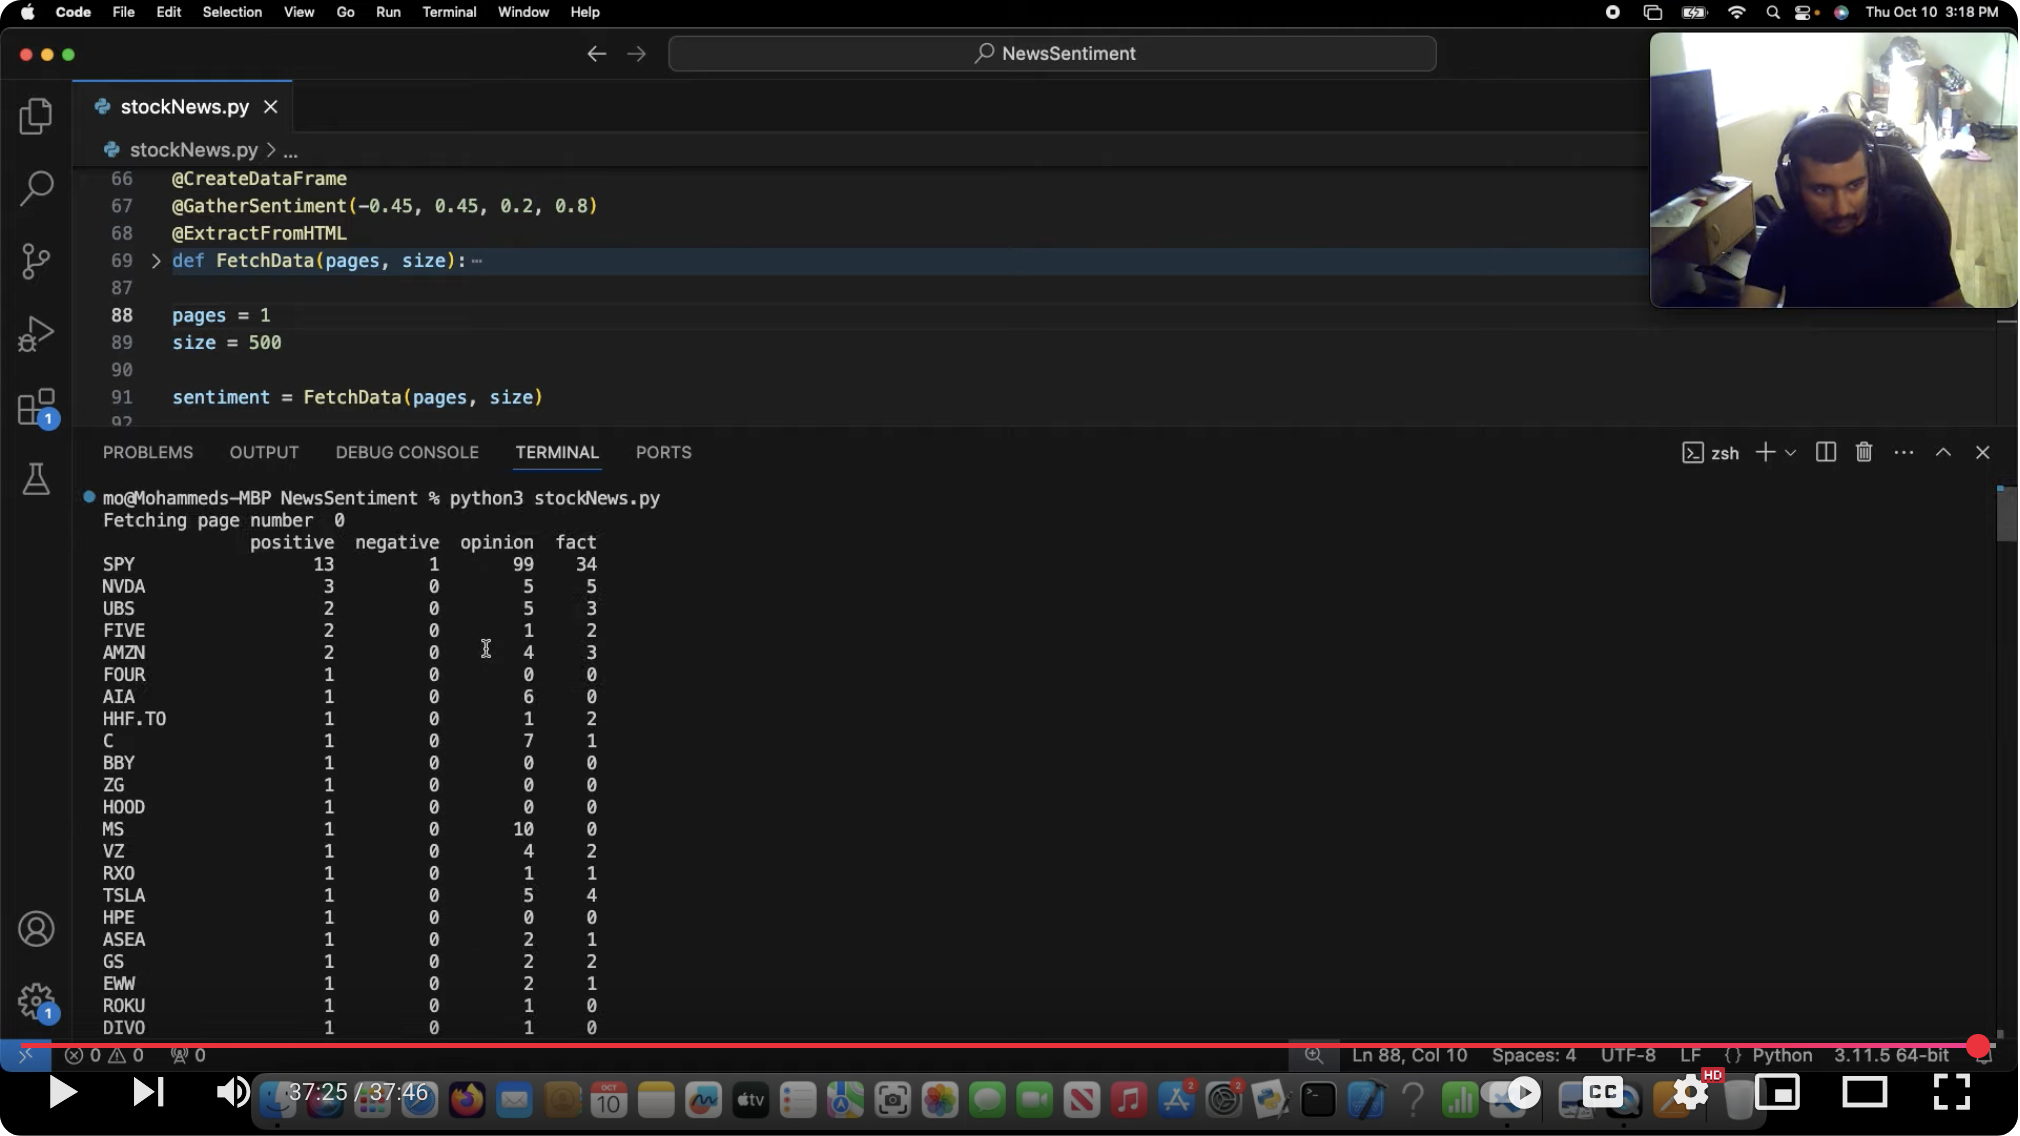 Code File Edit Selection View Go Run Terminal Window Help Thu Oct 10 3:18 PM
NewsSentiment
stockNews.py
stockNews.py > ...
66 @CreateDataFrame
67 @GatherSentiment(-0.45, 0.45, 0.2, 0.8)
68 @ExtractFromHTML
69 def FetchData(pages, size):
87
88 pages = 1
89 size = 500
90
91 sentiment = FetchData(pages, size)
92
1
PROBLEMS OUTPUT DEBUG CONSOLE TERMINAL PORTS zsh
mo@Mohammeds-MBP NewsSentiment % python3 stockNews.py
Fetching page number 0
positive negative opinion fact
SPY 13 1 99 34
NVDA 3 0 5 5
UBS 2 0 5 3
FIVE 2 0 1 2
AMZN 2 0 4 3
FOUR 1 0 0 0
AIA 1 0 6 0
HHF.TO 1 0 1 2
C 1 0 7 1
BBY 1 0 0 0
ZG 1 0 0 0
HOOD 1 0 0 0
MS 1 0 10 0
VZ 1 0 4 2
RXO 1 0 1 1
TSLA 1 0 5 4
HPE 1 0 0 0
ASEA 1 0 2 1
GS 1 0 2 2
EWW 1 0 2 1
ROKU 1 0 1 0
DIVO 1 0 1 0
1
0 0 0 Ln 88, Col 10 Spaces: 4 UTF-8 LF {} Python 3.11.5 64-bit
37:25 / 37:46 OCT 10 tv 2 2 CC HD